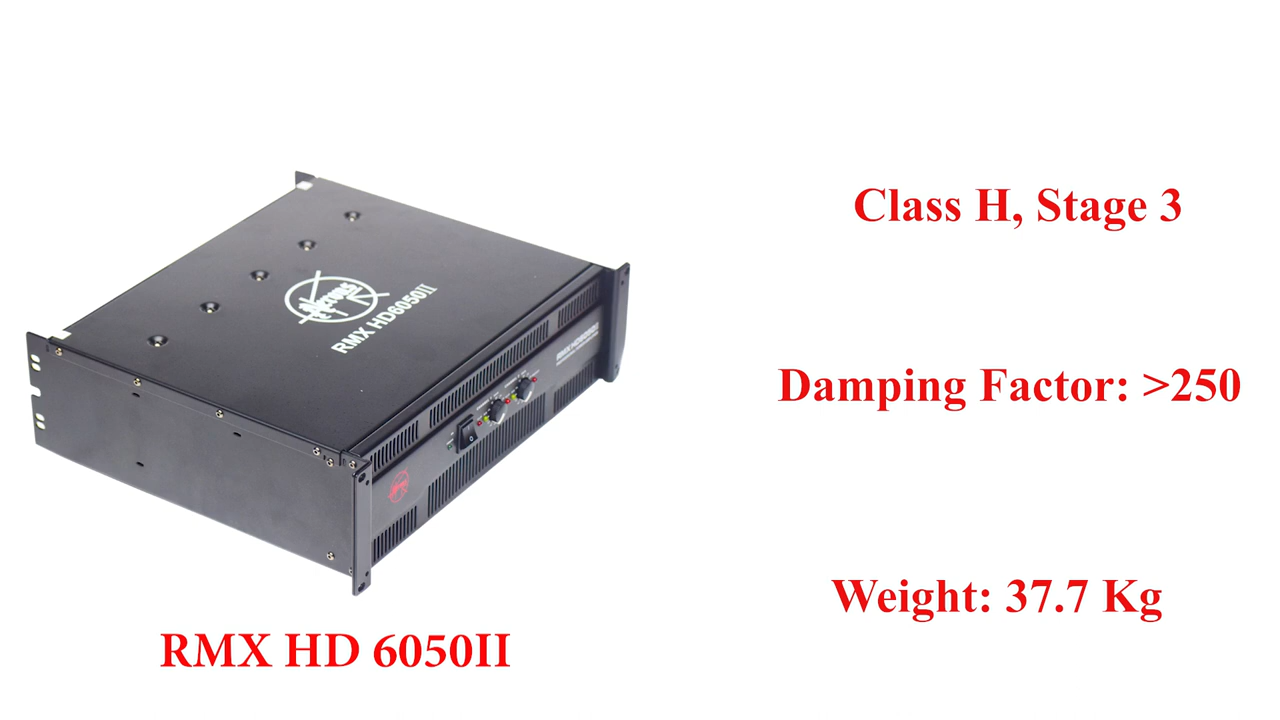 Class H, Stage 3
RMX HD6050II
Damping Factor: >250
Weight: 37.7 Kg
RMX HD 6050II